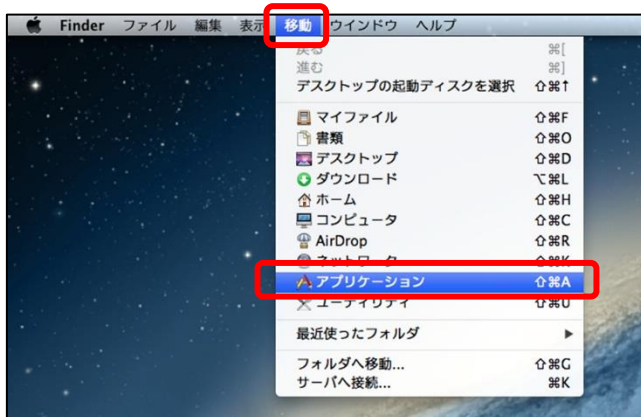 Finder ファイル 編集 表示 移動 ウインドウ ヘルプ
戻る ⌘[
進む ⌘]
デスクトップの起動ディスクを選択 ⇧⌘↑
マイファイル ⇧⌘F
書類 ⇧⌘O
デスクトップ ⇧⌘D
ダウンロード ⌥⌘L
ホーム ⇧⌘H
コンピュータ ⇧⌘C
AirDrop ⇧⌘R
ネットワーク ⇧⌘K
アプリケーション ⇧⌘A
ユーティリティ ⇧⌘U
最近使ったフォルダ ▶
フォルダへ移動... ⇧⌘G
サーバへ接続... ⌘K